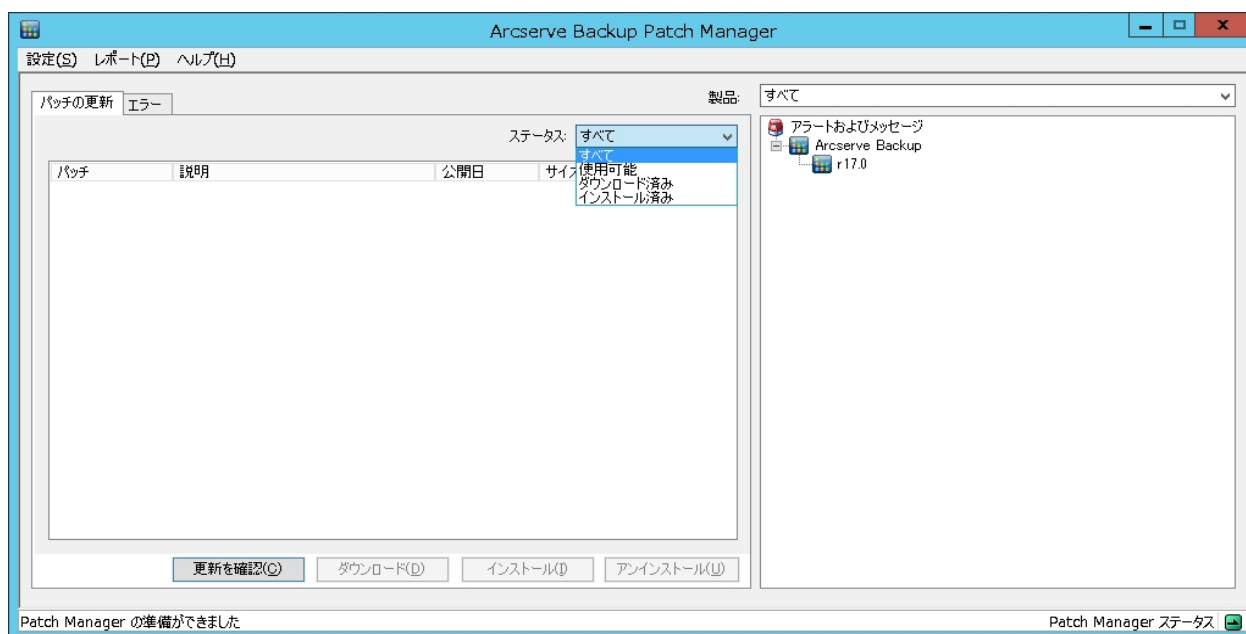 Arcserve Backup Patch Manager
設定(S) レポート(P) ヘルプ(H)
パッチの更新 エラー
製品: すべて
ステータス: すべて
すべて
使用可能
ダウンロード済み
インストール済み
パッチ 説明 公開日
アラートおよびメッセージ
Arcserve Backup
r17.0
更新を確認(C) ダウンロード(D) インストール(I) アンインストール(U)
Patch Manager の準備ができました
Patch Manager ステータス